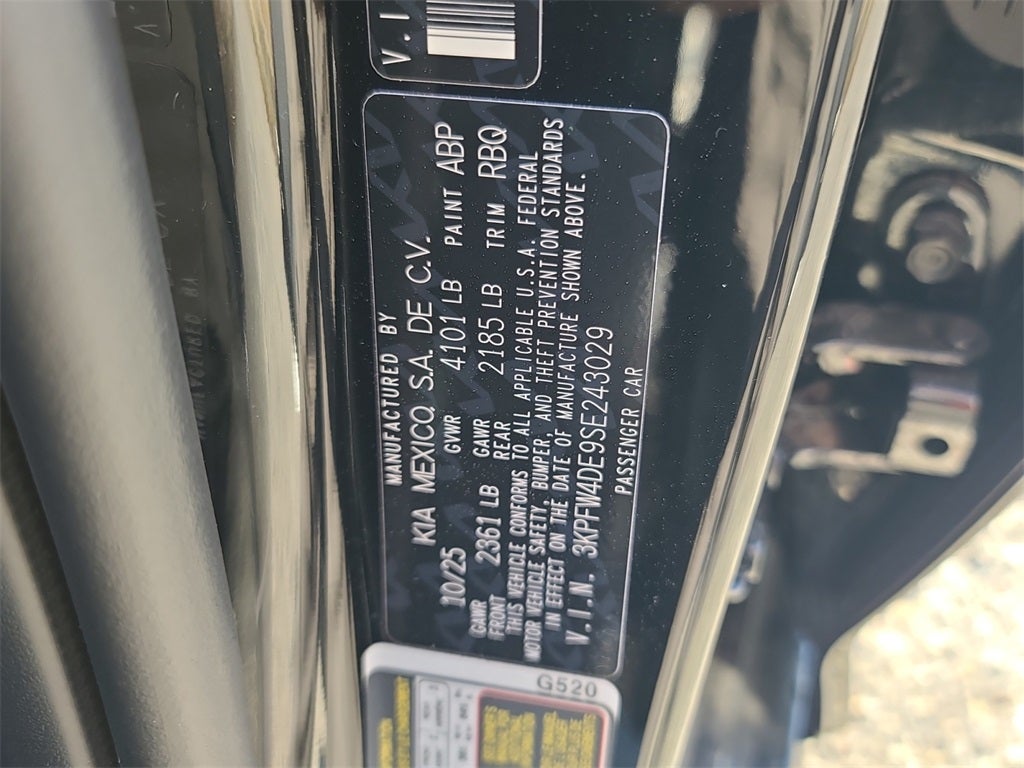 V.I
MANUFACTURED BY
KIA MEXICO, S.A. DE C.V.
10/25 GVWR 4101 LB PAINT ABP
GAWR FRONT 2361 LB GAWR REAR 2185 LB TRIM RBQ
THIS VEHICLE CONFORMS TO ALL APPLICABLE U.S.A. FEDERAL
MOTOR VEHICLE SAFETY, BUMPER, AND THEFT PREVENTION STANDARDS
IN EFFECT ON THE DATE OF MANUFACTURE SHOWN ABOVE.
V.I.N. 3KPFW4DE9SE243029
PASSENGER CAR
G520